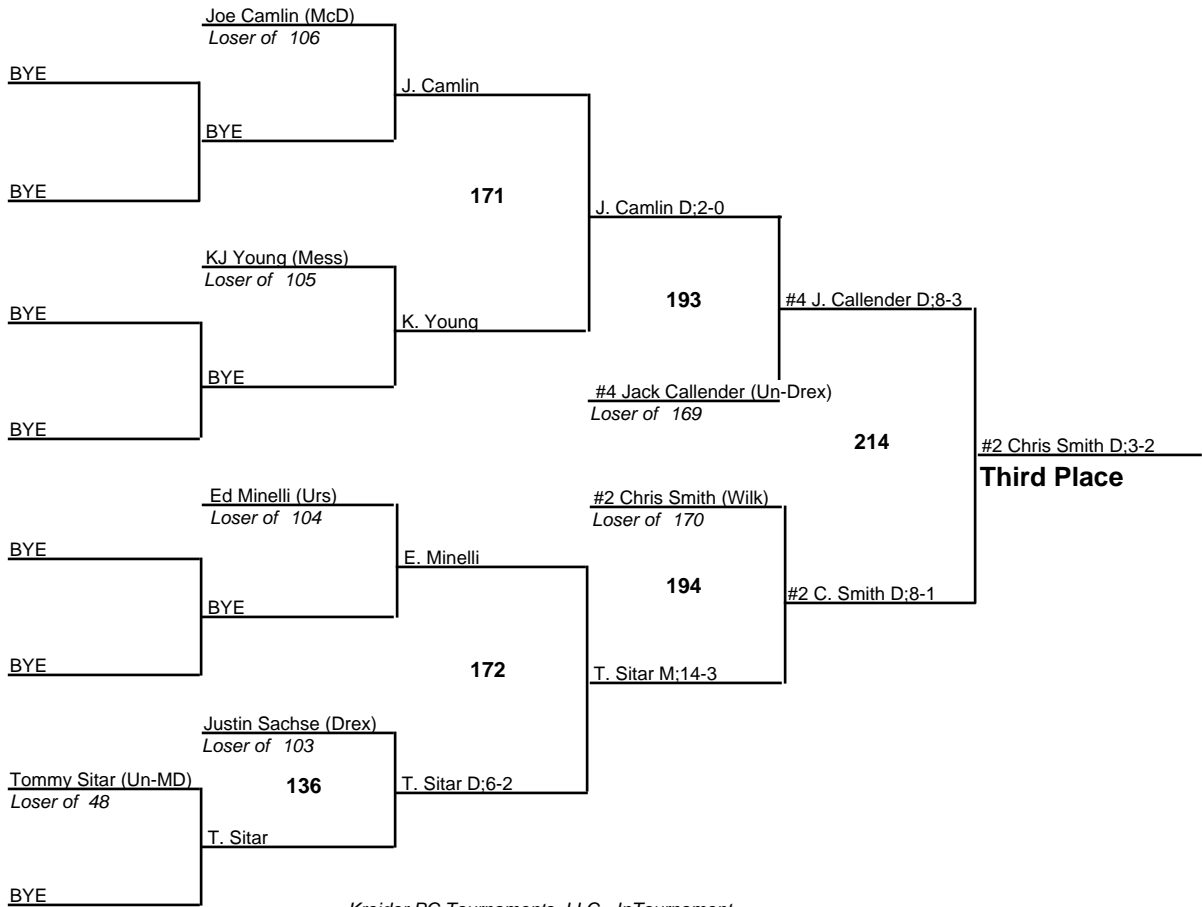 Joe Camlin (McD)
Loser of 106
BYE
J. Camlin
BYE
BYE
171
J. Camlin D;2-0
KJ Young (Mess)
Loser of 105
193
#4 J. Callender D;8-3
BYE
K. Young
BYE
#4 Jack Callender (Un-Drex)
Loser of 169
BYE
214
#2 Chris Smith D;3-2
Third Place
Ed Minelli (Urs)
Loser of 104
#2 Chris Smith (Wilk)
Loser of 170
BYE
E. Minelli
194
#2 C. Smith D;8-1
BYE
BYE
172
T. Sitar M;14-3
Justin Sachse (Drex)
Loser of 103
Tommy Sitar (Un-MD)
Loser of 48
136
T. Sitar D;6-2
T. Sitar
BYE